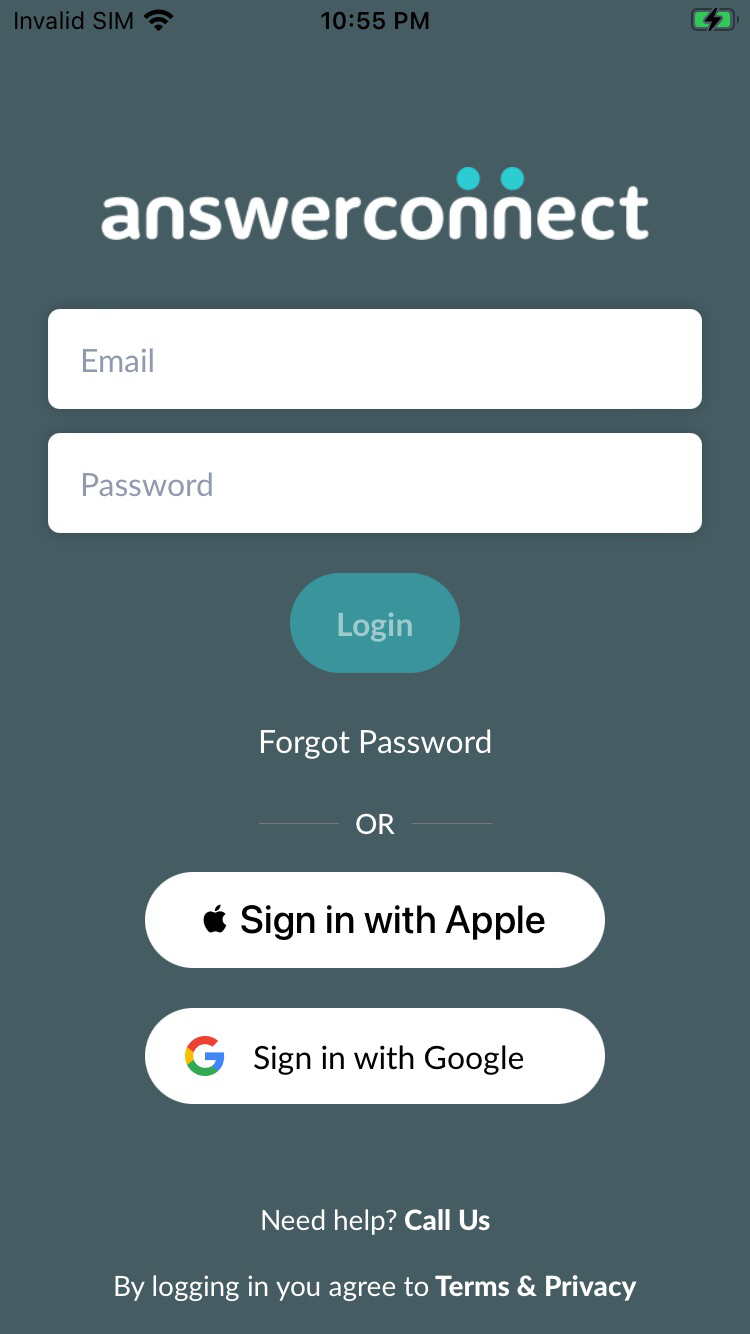 Invalid SIM 10:55 PM
answerconnect
Email
Password
Login
Forgot Password
OR
Sign in with Apple
Sign in with Google
Need help? Call Us
By logging in you agree to Terms & Privacy